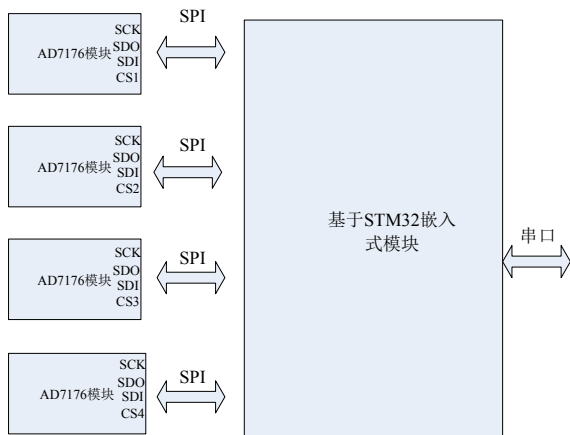 SPI
SCK
AD7176模块
SDO
SDI
CS1
SPI
SCK
AD7176模块
SDO
SDI
CS2
SPI
SCK
AD7176模块
SDO
SDI
CS3
SPI
SCK
AD7176模块
SDO
SDI
CS4
基于STM32嵌入
式模块
串口